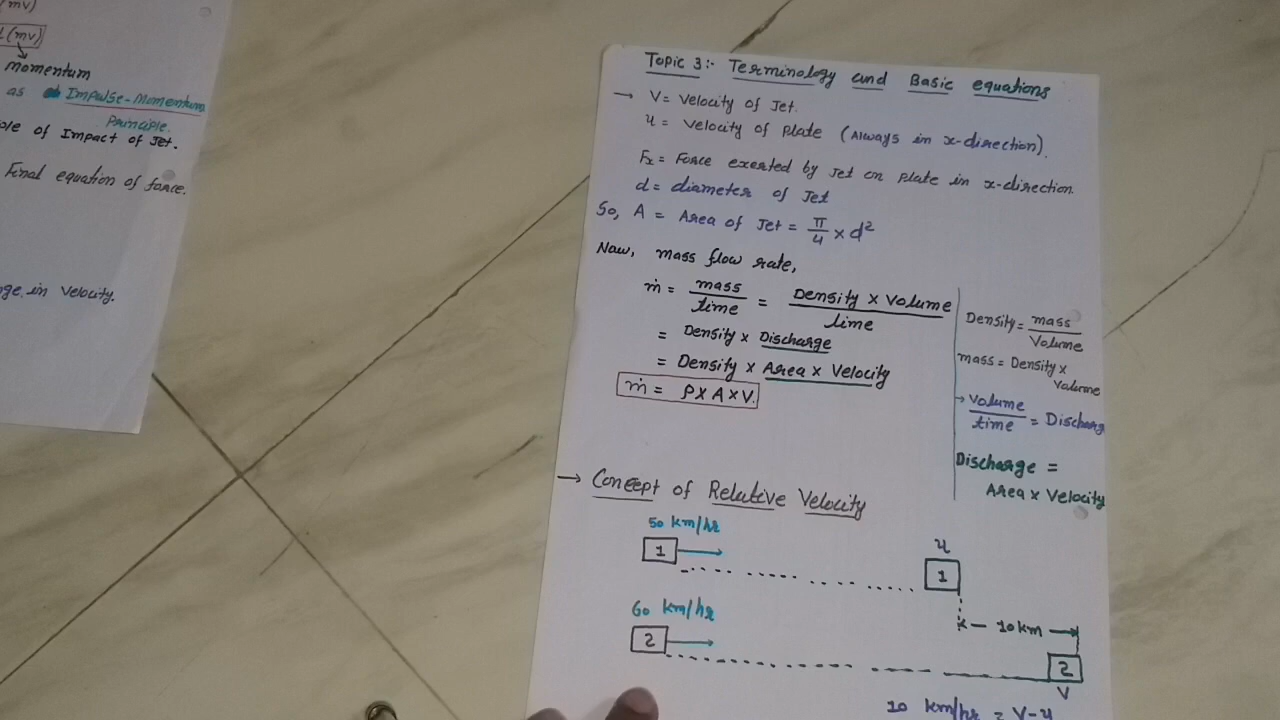 (mv)
(mv)
Momentum
as Impulse-Momentum
Principle.
ple of Impact of Jet.
Final equation of force.
nge in Velocity.
Topic 3:- Terminology and Basic equations
→ V = Velocity of Jet.
u = Velocity of plate (Always in x-direction).
Fx = Force exerted by Jet on plate in x-direction.
d = diameter of Jet
So, A = Area of Jet = π/4 × d²
Now, mass flow rate,
ṁ = mass/time = Density × Volume/time
= Density × Discharge
= Density × Area × Velocity
ṁ = ρ × A × V.
Density = mass/Volume
mass = Density ×
Volume
→ Volume/time = Discharg
Discharge =
Area × Velocity
→ Concept of Relative Velocity
50 km/hr
1
u
1
60 km/hr
10 km
2
2
V
10 km/hr = V-u